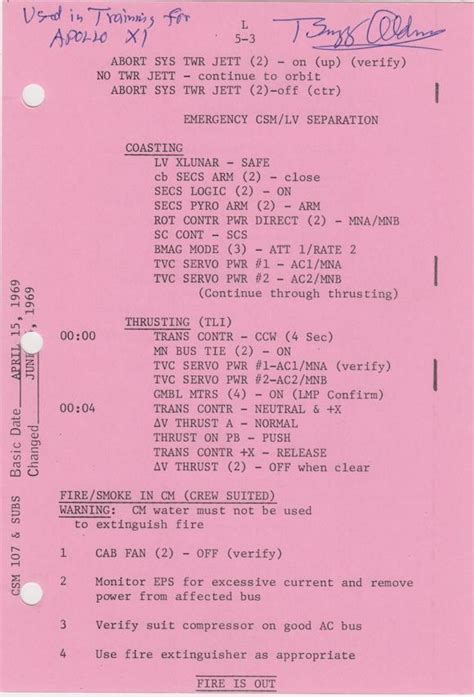 Used in Training for
APOLLO XI
Buzz Aldrin
L
5-3
ABORT SYS TWR JETT (2) - on (up) (verify)
NO TWR JETT - continue to orbit
ABORT SYS TWR JETT (2)-off (ctr)
EMERGENCY CSM/LV SEPARATION
COASTING
LV XLUNAR - SAFE
cb SECS ARM (2) - close
SECS LOGIC (2) - ON
SECS PYRO ARM (2) - ARM
ROT CONTR PWR DIRECT (2) - MNA/MNB
SC CONT - SCS
BMAG MODE (3) - ATT 1/RATE 2
TVC SERVO PWR #1 - AC1/MNA
TVC SERVO PWR #2 - AC2/MNB
(Continue through thrusting)
THRUSTING (TLI)
00:00 TRANS CONTR - CCW (4 Sec)
MN BUS TIE (2) - ON
TVC SERVO PWR #1-AC1/MNA (verify)
TVC SERVO PWR #2-AC2/MNB
GMBL MTRS (4) - ON (LMP Confirm)
00:04 TRANS CONTR - NEUTRAL & +X
ΔV THRUST A - NORMAL
THRUST ON PB - PUSH
TRANS CONTR +X - RELEASE
ΔV THRUST (2) - OFF when clear
FIRE/SMOKE IN CM (CREW SUITED)
WARNING: CM water must not be used
to extinguish fire
1 CAB FAN (2) - OFF (verify)
2 Monitor EPS for excessive current and remove
power from affected bus
3 Verify suit compressor on good AC bus
4 Use fire extinguisher as appropriate
FIRE IS OUT
CSM 107 & SUBS
Basic Date APRIL 15, 1969
Changed JUNE , 1969